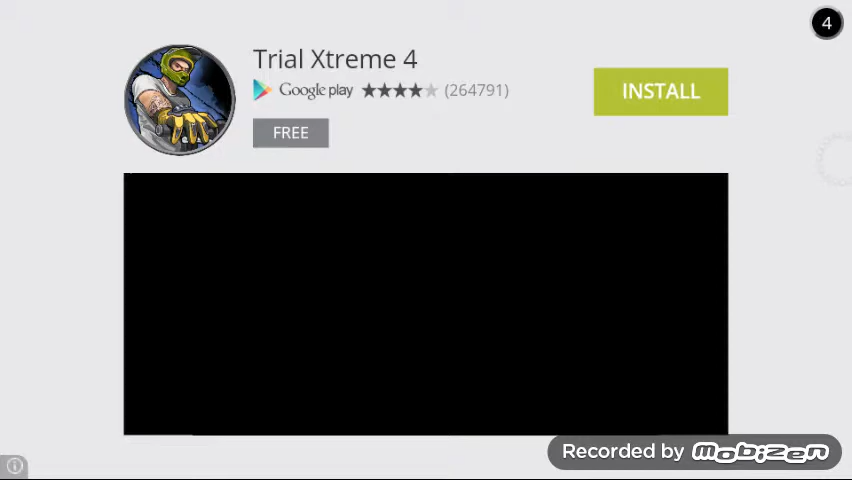 4
Trial Xtreme 4
Google play (264791)
INSTALL
FREE
Recorded by mobizen